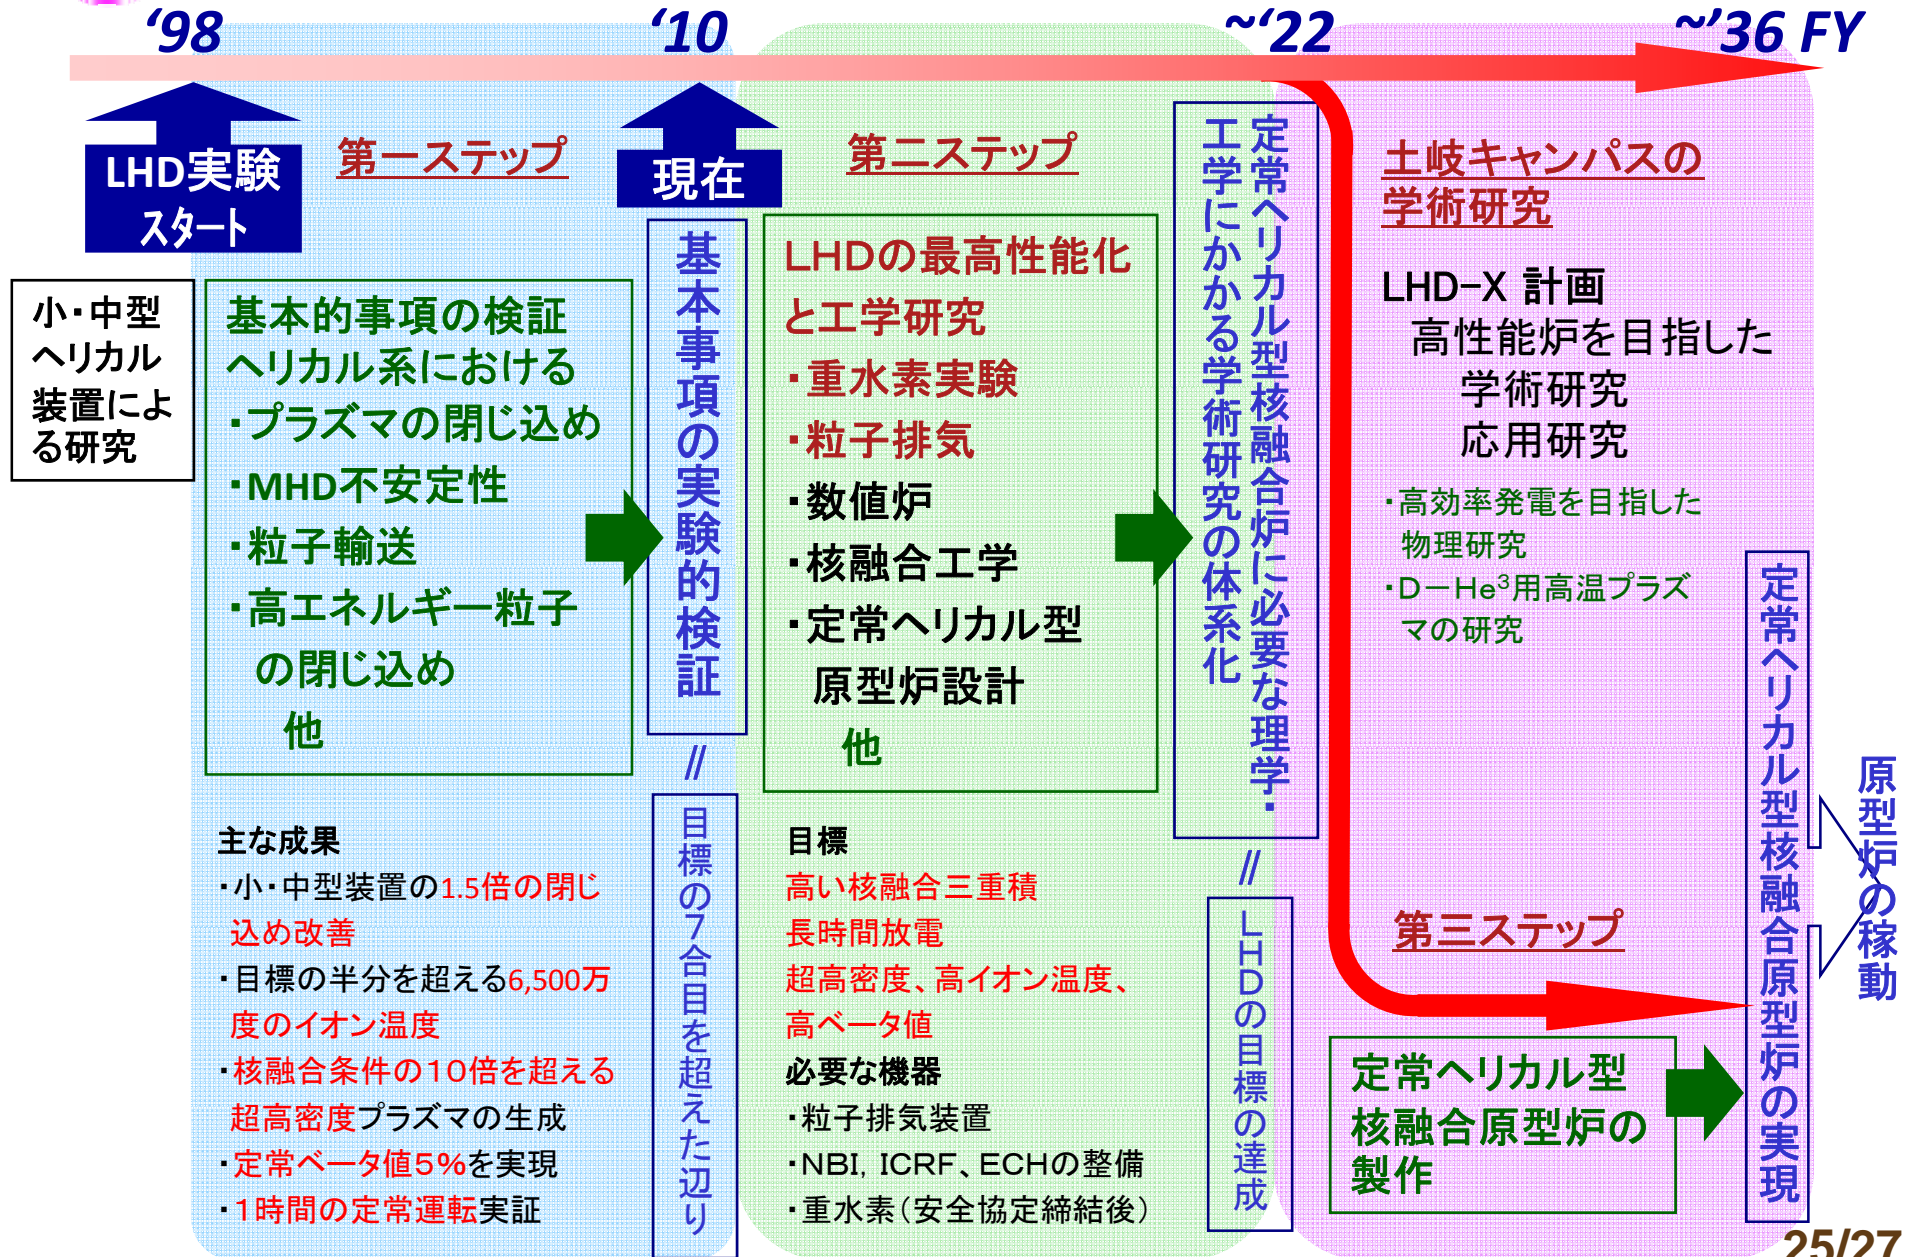 ‘98
‘10
~‘22
~’36 FY
LHD実験
スタート
第一ステップ
現在
第二ステップ
小・中型
ヘリカル
装置によ
る研究
基本的事項の検証
ヘリカル系における
・プラズマの閉じ込め
・MHD不安定性
・粒子輸送
・高エネルギー粒子
の閉じ込め
他
基本事項の実験的検証
//
目標の7合目を超えた辺り
主な成果
・小・中型装置の1.5倍の閉じ
込め改善
・目標の半分を超える6,500万
度のイオン温度
・核融合条件の10倍を超える
超高密度プラズマの生成
・定常ベータ値5%を実現
・1時間の定常運転実証
LHDの最高性能化
と工学研究
・重水素実験
・粒子排気
・数値炉
・核融合工学
・定常ヘリカル型
原型炉設計
他
目標
高い核融合三重積
長時間放電
超高密度、高イオン温度、
高ベータ値
必要な機器
・粒子排気装置
・NBI, ICRF、ECHの整備
・重水素(安全協定締結後)
定常ヘリカル型核融合炉に必要な理学・
工学にかかる学術研究の体系化
//
LHDの目標の達成
土岐キャンパスの
学術研究
LHD-X 計画
高性能炉を目指した
学術研究
応用研究
・高効率発電を目指した
物理研究
・D-He³用高温プラズ
マの研究
第三ステップ
定常ヘリカル型
核融合原型炉の
製作
定常ヘリカル型核融合原型炉の実現
原型炉の稼動
25/27